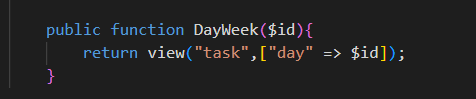 public function DayWeek($id){
return view("task",["day" => $id]);
}